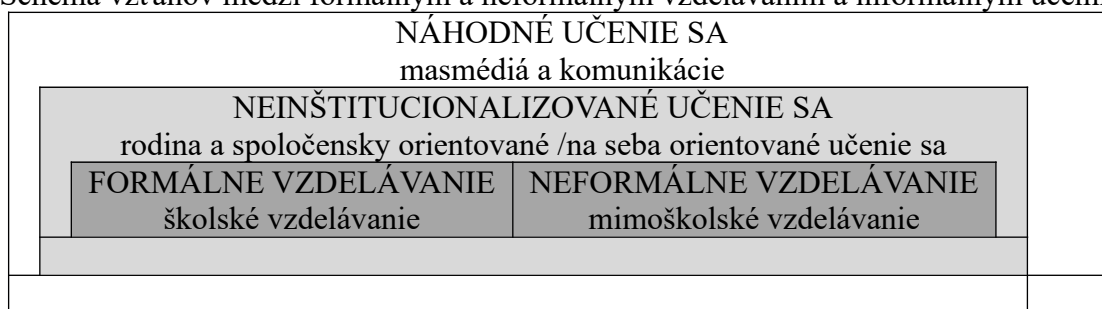 Schéma vzťahov medzi formálnym a neformálnym vzdelávaním a informálnym učením
NÁHODNÉ UČENIE SA
masmédiá a komunikácie
NEINŠTITUCIONALIZOVANÉ UČENIE SA
rodina a spoločensky orientované /na seba orientované učenie sa
FORMÁLNE VZDELÁVANIE
školské vzdelávanie
NEFORMÁLNE VZDELÁVANIE
mimoškolské vzdelávanie